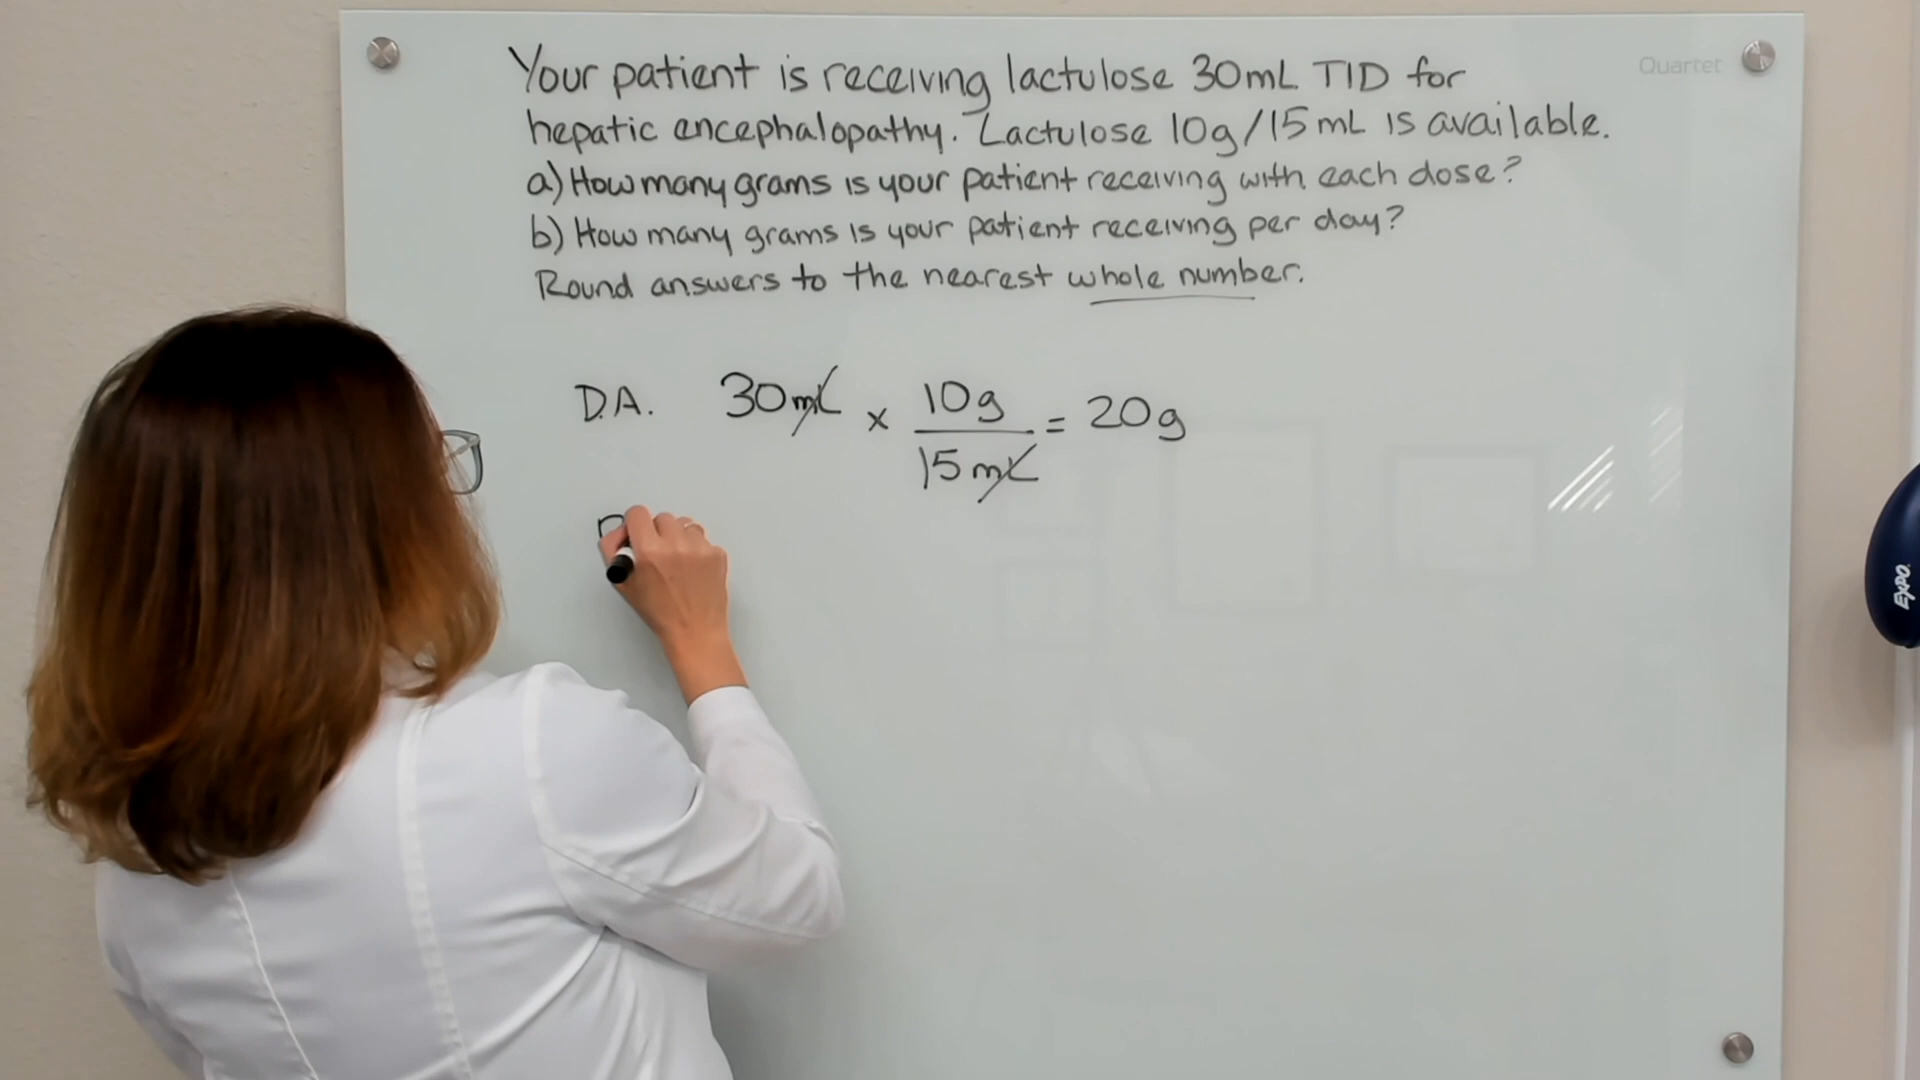 Quartet
Your patient is receiving lactulose 30mL TID for
hepatic encephalopathy. Lactulose 10g/15mL is available.
a) How many grams is your patient receiving with each dose?
b) How many grams is your patient receiving per day?
Round answers to the nearest whole number.
D.A. 30mL x 10g = 20g
15mL
EXPO